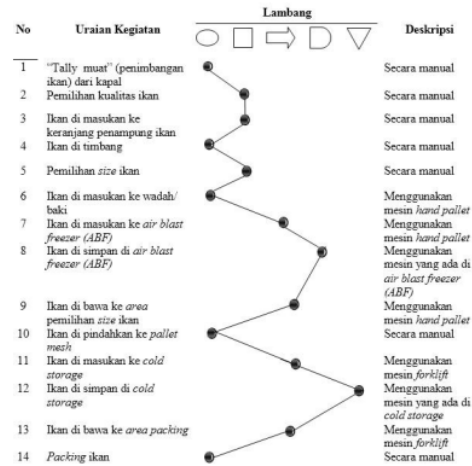 Lambang
No Uraian Kegiatan Deskripsi
1 "Tally muat" (penimbangan Secara manual
ikan) dari kapal
2 Pemilihan kualitas ikan Secara manual
3 Ikan di masukan ke Secara manual
keranjang penampung ikan
4 Ikan di timbang Secara manual
5 Pemilihan size ikan Secara manual
6 Ikan di masukan ke wadah/ Menggunakan
baki mesin hand pallet
7 Ikan di masukan ke air blast Menggunakan
freezer (ABF) mesin hand pallet
8 Ikan di simpan di air blast Menggunakan
freezer (ABF) mesin yang ada di
air blast freezer
(ABF)
9 Ikan di bawa ke area Menggunakan
pemilihan size ikan mesin hand pallet
10 Ikan di pindahkan ke pallet Secara manual
mesh
11 Ikan di masukan ke cold Menggunakan
storage mesin forklift
12 Ikan di simpan di cold Menggunakan
storage mesin yang ada di
cold storage
13 Ikan di bawa ke area packing Menggunakan
mesin forklift
14 Packing ikan Secara manual